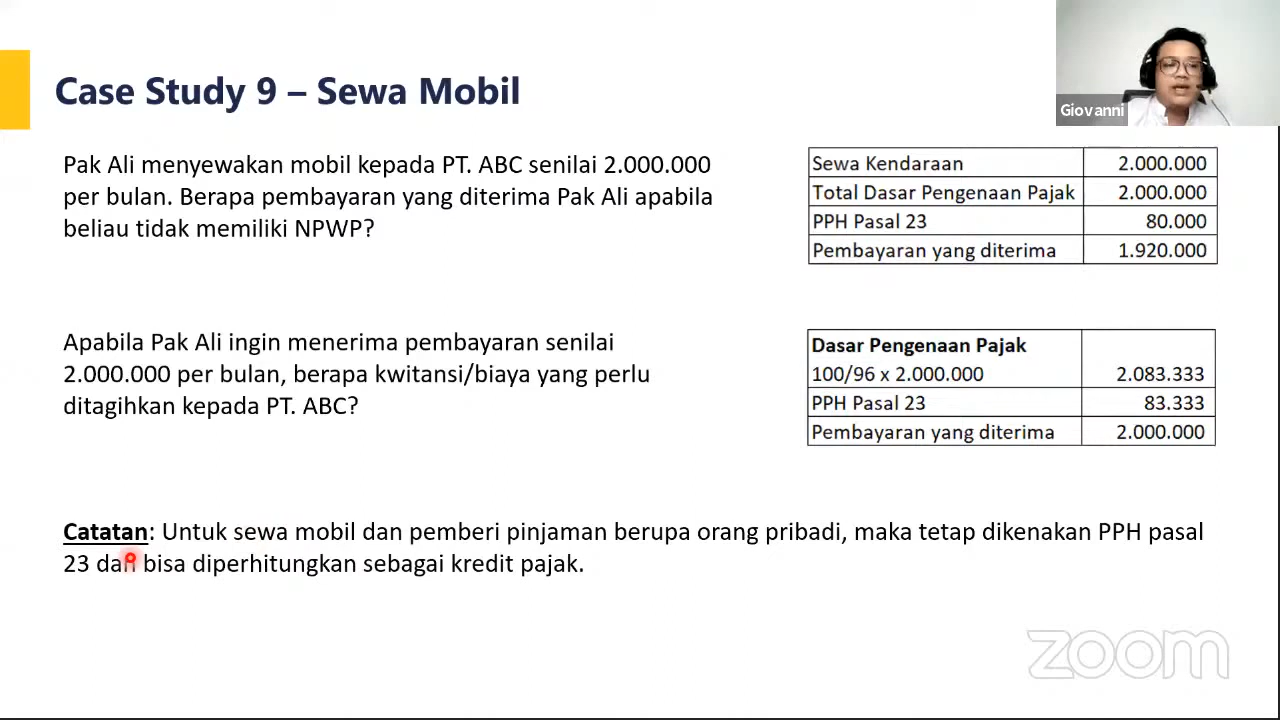 Case Study 9 – Sewa Mobil
Giovanni
Pak Ali menyewakan mobil kepada PT. ABC senilai 2.000.000
per bulan. Berapa pembayaran yang diterima Pak Ali apabila
beliau tidak memiliki NPWP?
Sewa Kendaraan 2.000.000
Total Dasar Pengenaan Pajak 2.000.000
PPH Pasal 23 80.000
Pembayaran yang diterima 1.920.000
Apabila Pak Ali ingin menerima pembayaran senilai
2.000.000 per bulan, berapa kwitansi/biaya yang perlu
ditagihkan kepada PT. ABC?
Dasar Pengenaan Pajak
100/96 x 2.000.000 2.083.333
PPH Pasal 23 83.333
Pembayaran yang diterima 2.000.000
Catatan: Untuk sewa mobil dan pemberi pinjaman berupa orang pribadi, maka tetap dikenakan PPH pasal
23 dan bisa diperhitungkan sebagai kredit pajak.
zoom